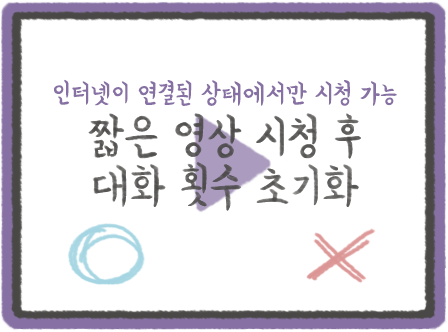 인터넷이 연결된 상태에서만 시청 가능
짧은 영상 시청 후
대화 횟수 초기화